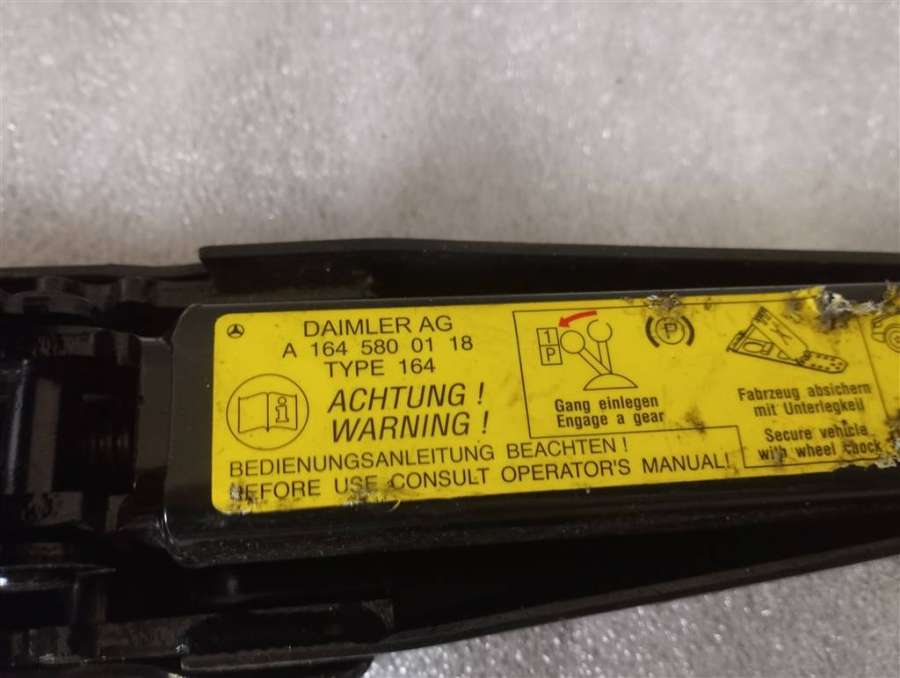 DAIMLER AG
A 164 580 01 18
TYPE 164
ACHTUNG !
WARNING !
BEDIENUNGSANLEITUNG BEACHTEN !
BEFORE USE CONSULT OPERATOR'S MANUAL!
1
P
Gang einlegen
Engage a gear
P
Fahrzeug absichern
mit Unterlegkeil
Secure vehicle
with wheel chock